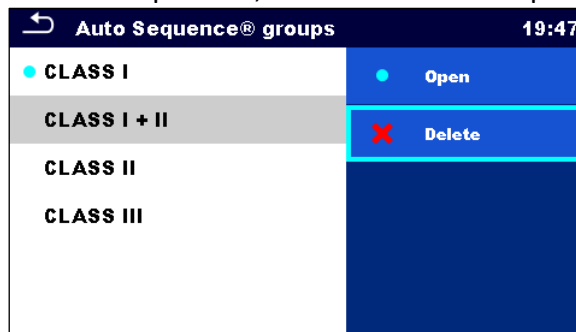 Auto Sequence® groups 19:47
CLASS I
CLASS I + II
CLASS II
CLASS III
Open
Delete